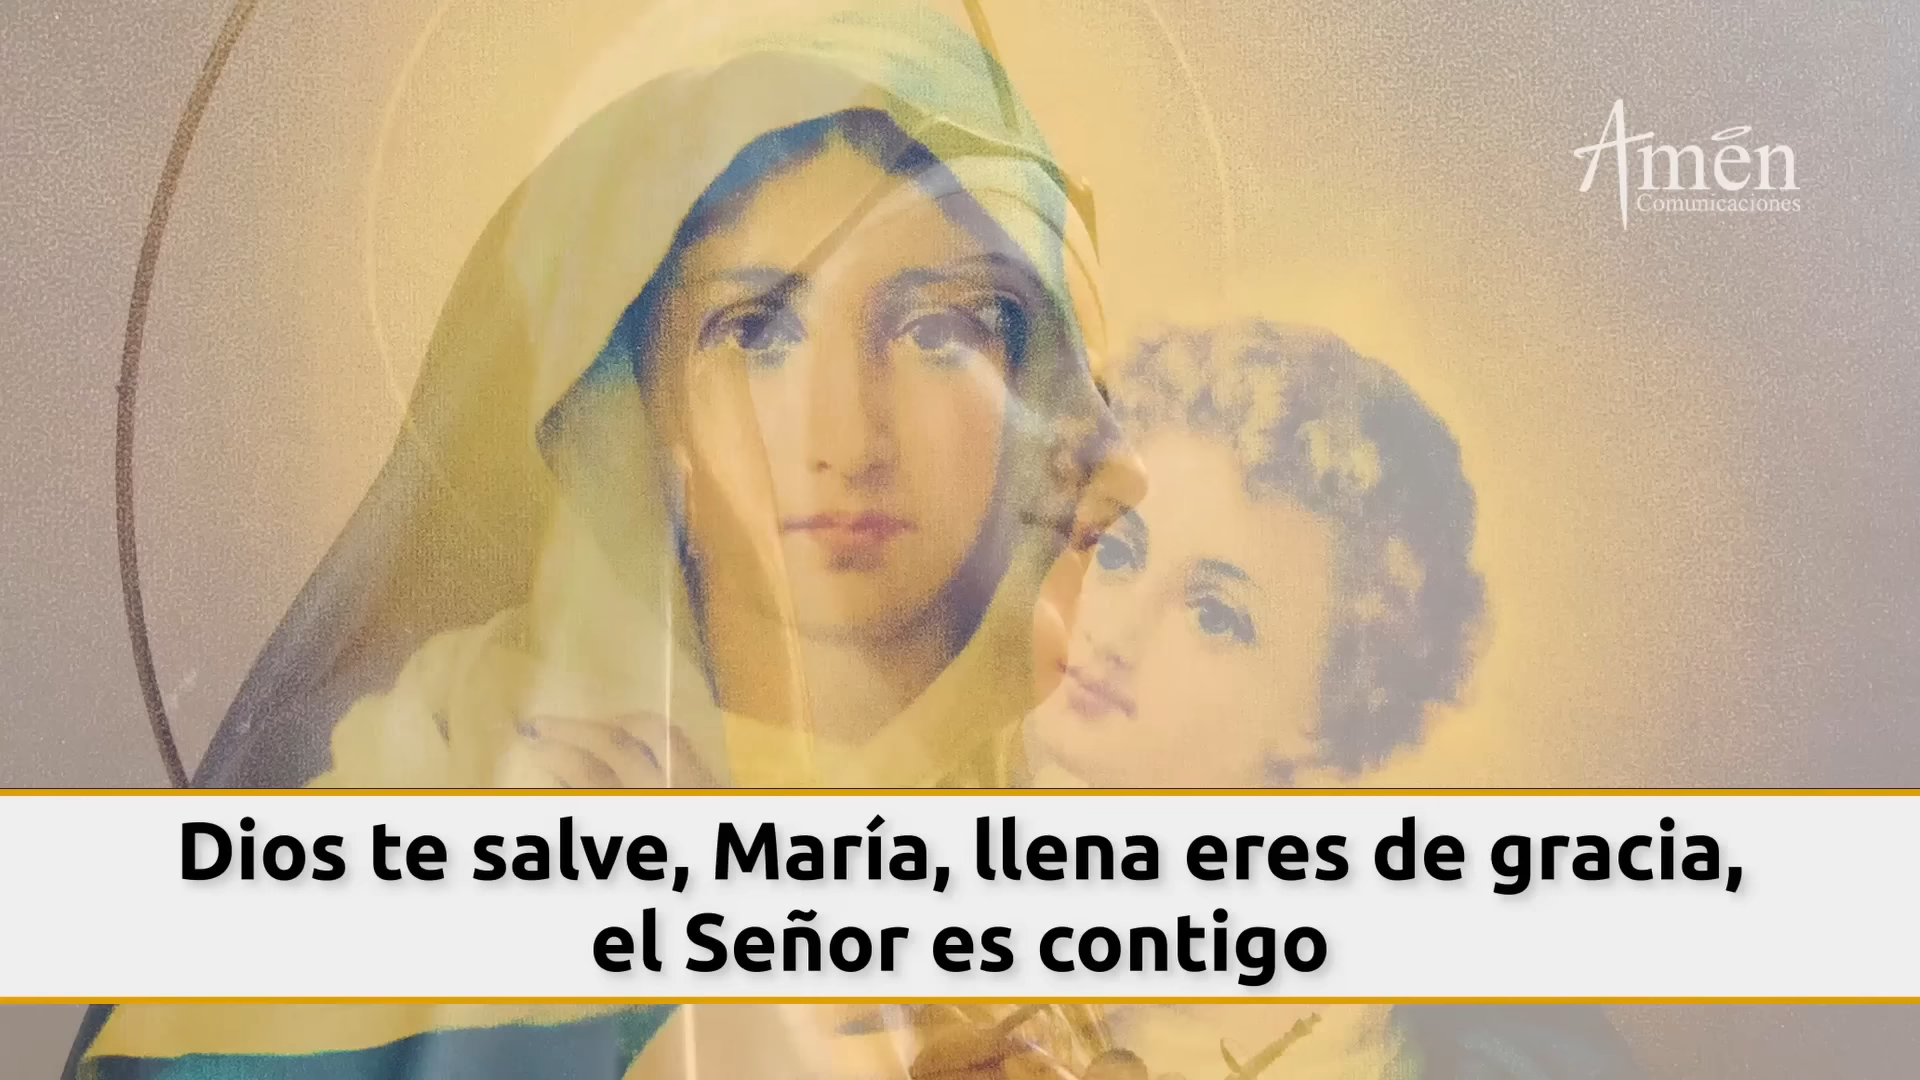 Amén
Comunicaciones
Dios te salve, María, llena eres de gracia,
el Señor es contigo